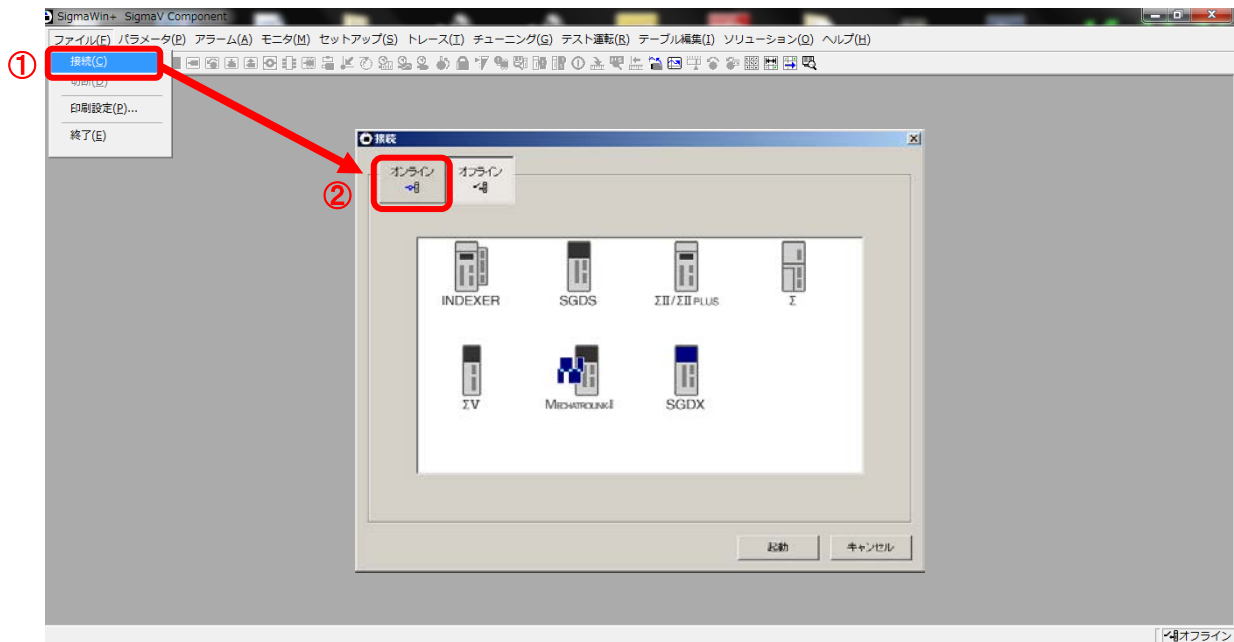 SigmaWin+ SigmaV Component
ファイル(F) パラメータ(P) アラーム(A) モニタ(M) セットアップ(S) トレース(T) チューニング(G) テスト運転(R) テーブル編集(I) ソリューション(O) ヘルプ(H)
①
接続(C)
切断(D)
印刷設定(P)...
終了(E)
接続
②
オンライン オフライン
INDEXER SGDS ΣII/ΣII PLUS Σ
ΣV MECHATROLINK-I SGDX
起動 キャンセル
オフライン